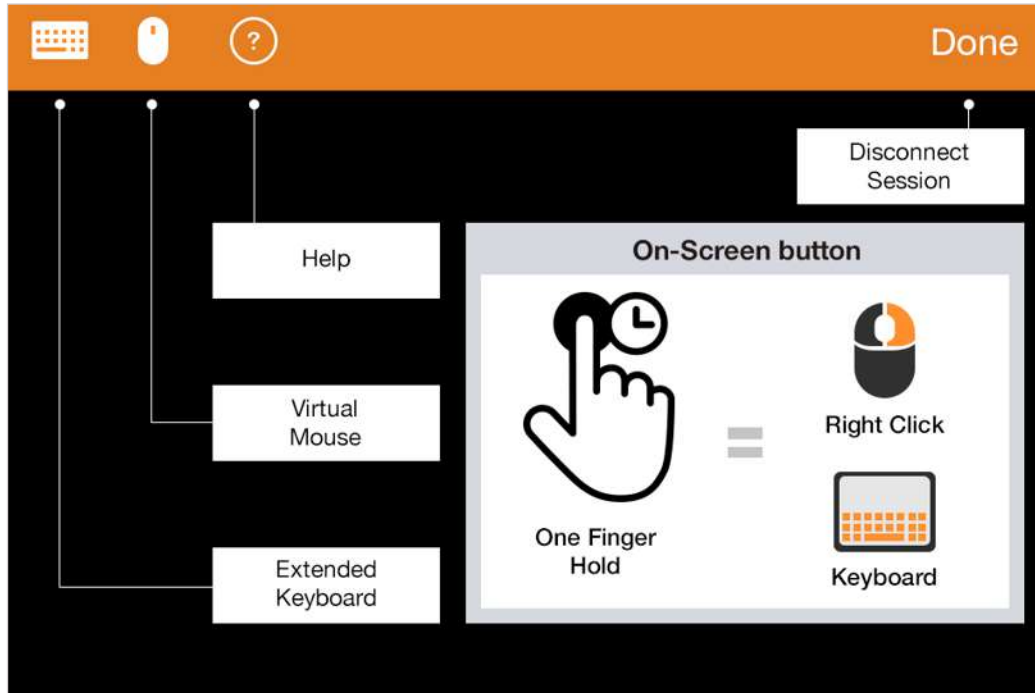 ?
Done
Disconnect
Session
Help
On-Screen button
Virtual
Mouse
Right Click
One Finger
Hold
Extended
Keyboard
Keyboard